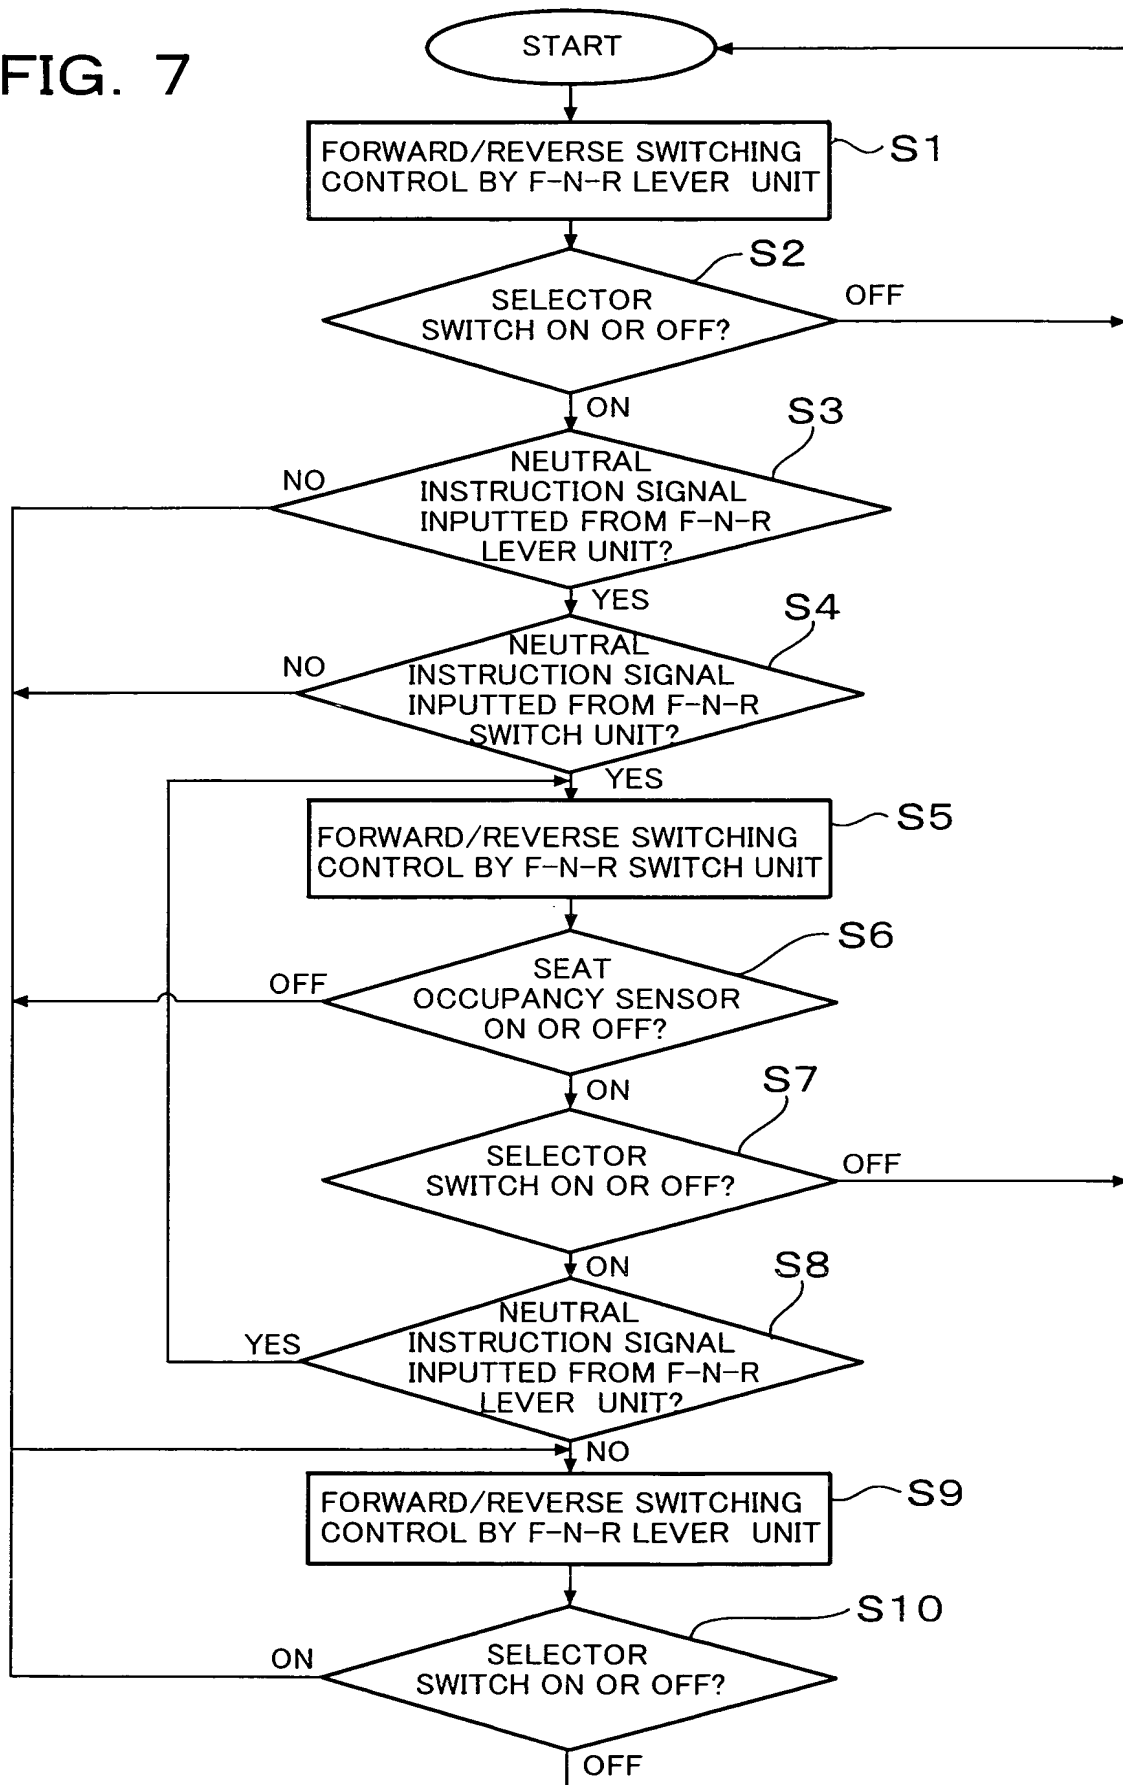 FIG. 7
START
FORWARD/REVERSE SWITCHING
CONTROL BY F-N-R LEVER UNIT
S1
S2
SELECTOR
SWITCH ON OR OFF?
OFF
ON
S3
NO
NEUTRAL
INSTRUCTION SIGNAL
INPUTTED FROM F-N-R
LEVER UNIT?
YES
S4
NO
NEUTRAL
INSTRUCTION SIGNAL
INPUTTED FROM F-N-R
SWITCH UNIT?
YES
S5
FORWARD/REVERSE SWITCHING
CONTROL BY F-N-R SWITCH UNIT
S6
OFF
SEAT
OCCUPANCY SENSOR
ON OR OFF?
ON
S7
SELECTOR
SWITCH ON OR OFF?
OFF
ON
S8
YES
NEUTRAL
INSTRUCTION SIGNAL
INPUTTED FROM F-N-R
LEVER UNIT?
NO
S9
FORWARD/REVERSE SWITCHING
CONTROL BY F-N-R LEVER UNIT
S10
ON
SELECTOR
SWITCH ON OR OFF?
OFF